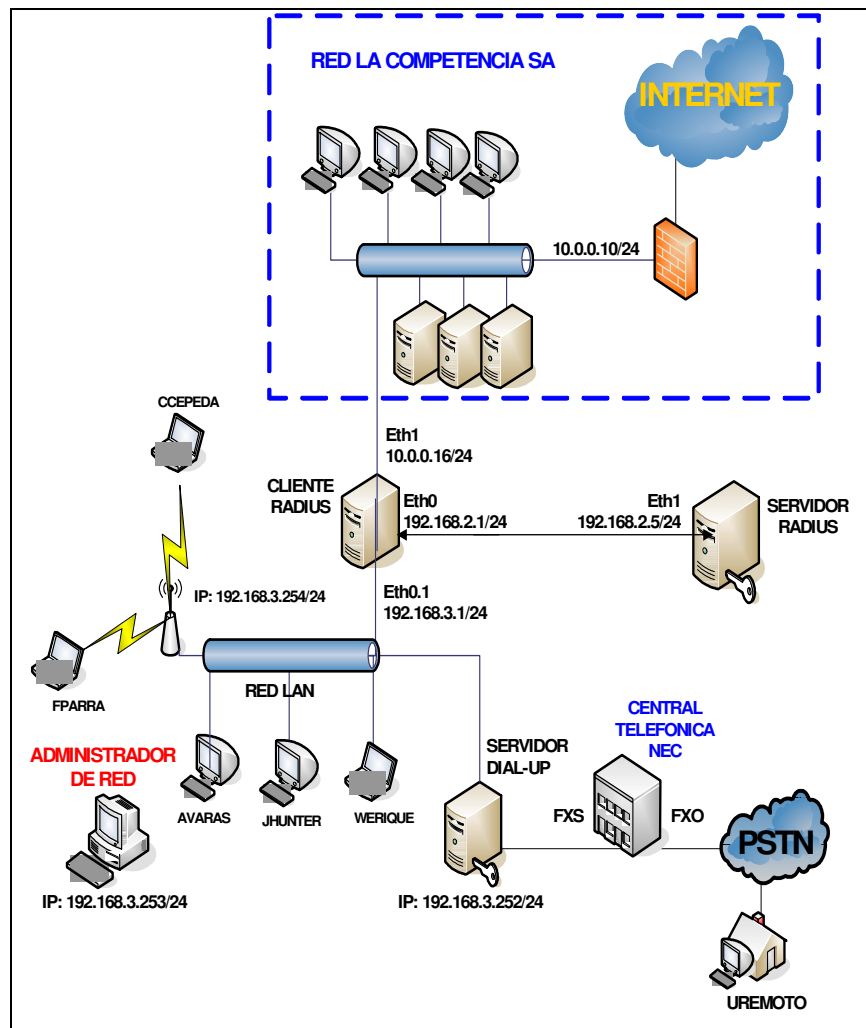 RED LA COMPETENCIA SA
INTERNET
10.0.0.10/24
CCEPEDA
Eth1
10.0.0.16/24
CLIENTE
RADIUS
Eth0
192.168.2.1/24
Eth1
192.168.2.5/24
SERVIDOR
RADIUS
IP: 192.168.3.254/24
Eth0.1
192.168.3.1/24
FPARRA
RED LAN
ADMINISTRADOR
DE RED
AVARAS
JHUNTER
WERIQUE
SERVIDOR
DIAL-UP
CENTRAL
TELEFONICA
NEC
FXS
FXO
PSTN
IP: 192.168.3.253/24
IP: 192.168.3.252/24
UREMOTO